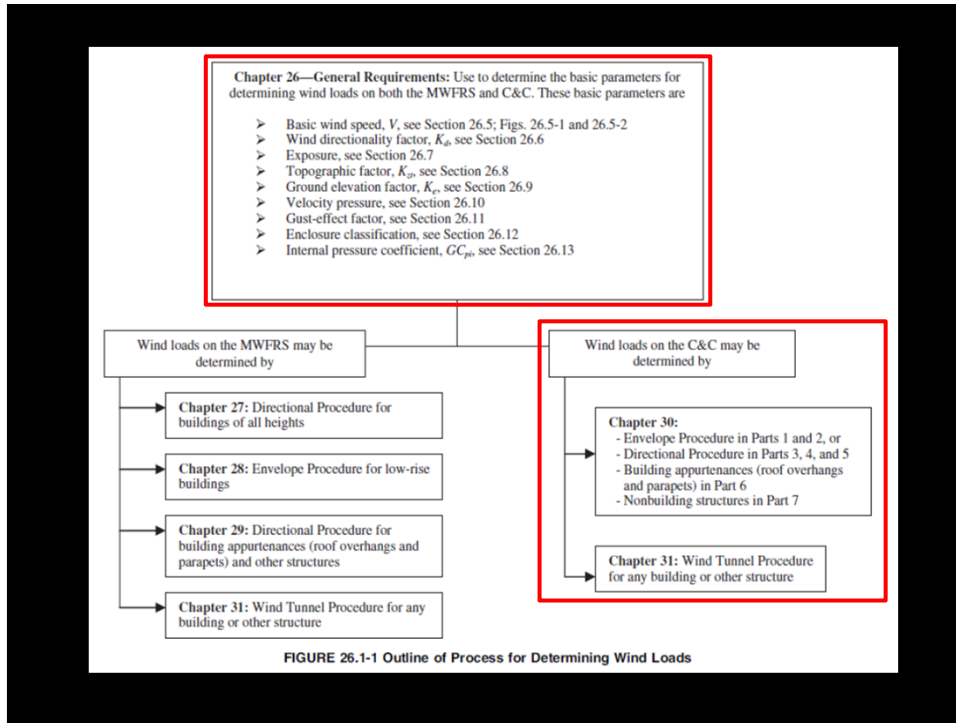 Chapter 26—General Requirements: Use to determine the basic parameters for
determining wind loads on both the MWFRS and C&C. These basic parameters are
➢ Basic wind speed, V, see Section 26.5; Figs. 26.5-1 and 26.5-2
➢ Wind directionality factor, Kd, see Section 26.6
➢ Exposure, see Section 26.7
➢ Topographic factor, Kzt, see Section 26.8
➢ Ground elevation factor, Ke, see Section 26.9
➢ Velocity pressure, see Section 26.10
➢ Gust-effect factor, see Section 26.11
➢ Enclosure classification, see Section 26.12
➢ Internal pressure coefficient, GCpi, see Section 26.13
Wind loads on the MWFRS may be
determined by
Chapter 27: Directional Procedure for
buildings of all heights
Chapter 28: Envelope Procedure for low-rise
buildings
Chapter 29: Directional Procedure for
building appurtenances (roof overhangs and
parapets) and other structures
Chapter 31: Wind Tunnel Procedure for any
building or other structure
Wind loads on the C&C may be
determined by
Chapter 30:
- Envelope Procedure in Parts 1 and 2, or
- Directional Procedure in Parts 3, 4, and 5
- Building appurtenances (roof overhangs
and parapets) in Part 6
- Nonbuilding structures in Part 7
Chapter 31: Wind Tunnel Procedure
for any building or other structure
FIGURE 26.1-1 Outline of Process for Determining Wind Loads